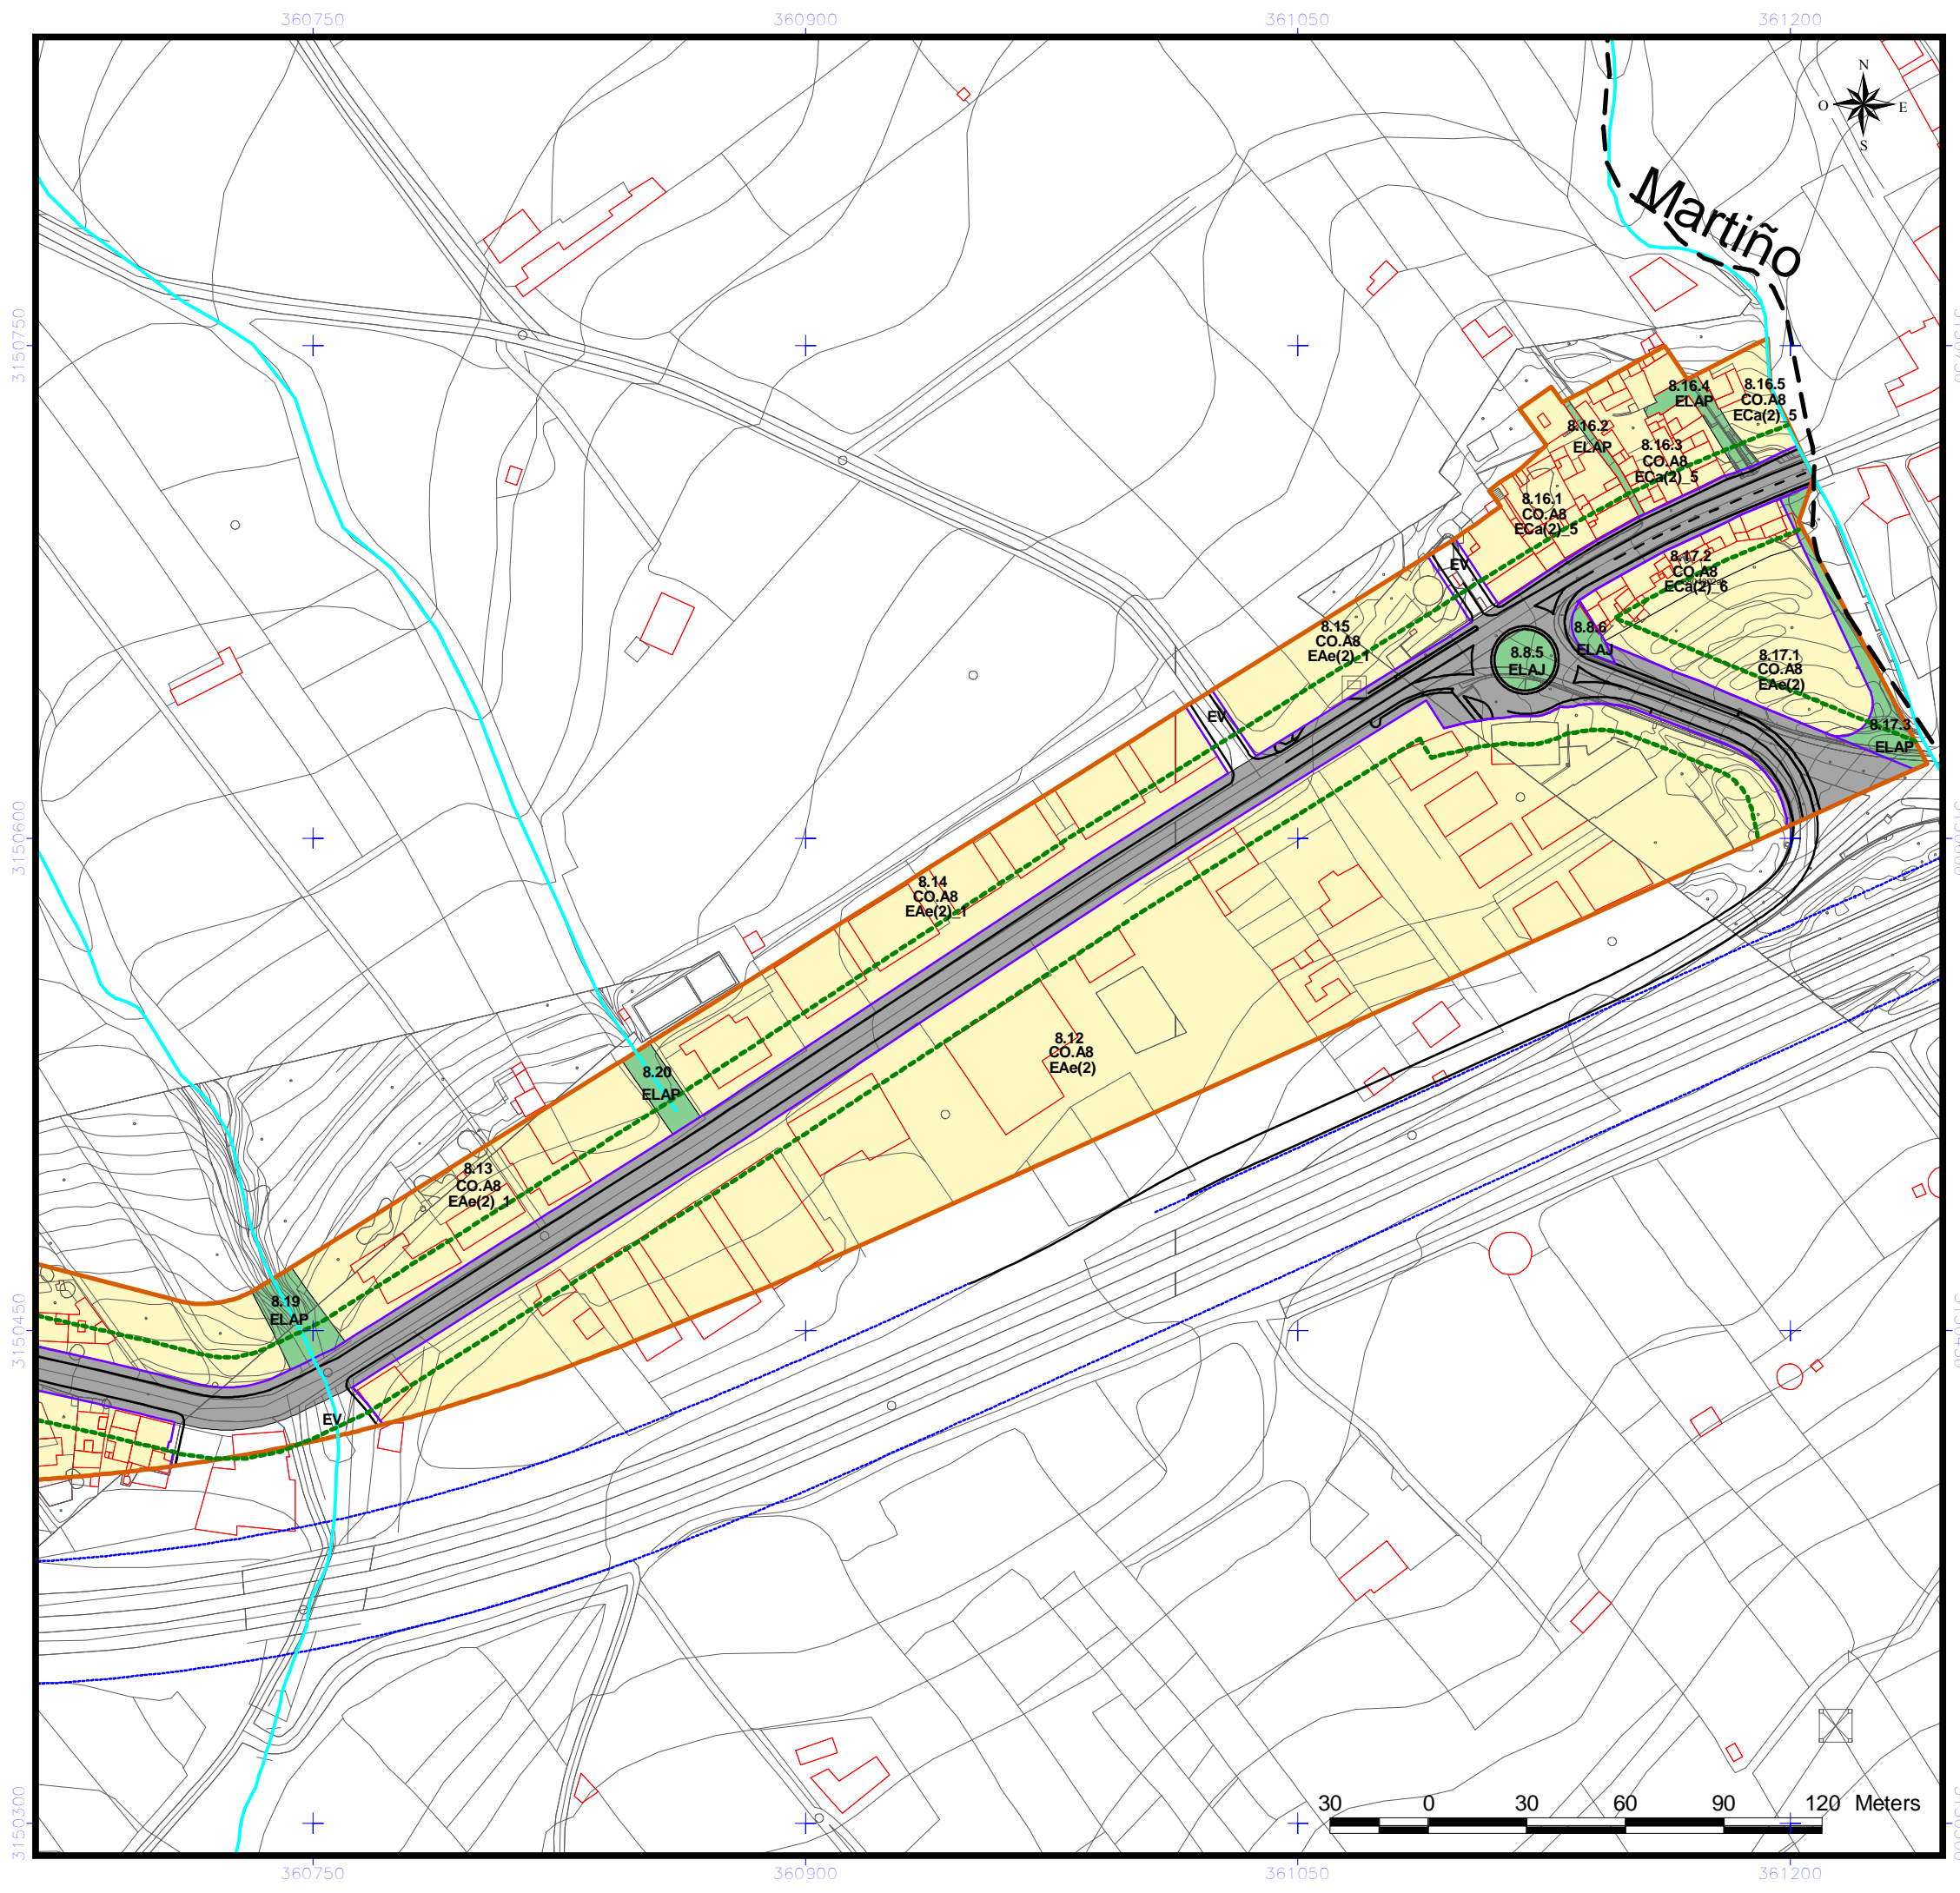 360750
360900
361050
361200
N
O
E
S
Martiño
3150750
8.16.4
ELAP
8.16.5
CO.A8
ECa(2)_5
8.16.2
ELAP
8.16.3
CO.A8
ECa(2)_5
8.16.1
CO.A8
ECa(2)_5
EV
8.17.2
CO.A8
ECa(2)_6
8.15
CO.A8
EAe(2)_1
8.8.6
ELAJ
8.8.5
ELAJ
8.17.1
CO.A8
EAe(2)
EV
8.17.3
ELAP
3150600
8.14
CO.A8
EAe(2)_1
8.12
CO.A8
EAe(2)
8.20
ELAP
8.13
CO.A8
EAe(2)_1
8.19
ELAP
3150450
EV
3150300
30
0
30
60
90
120
Meters
360750
360900
361050
361200